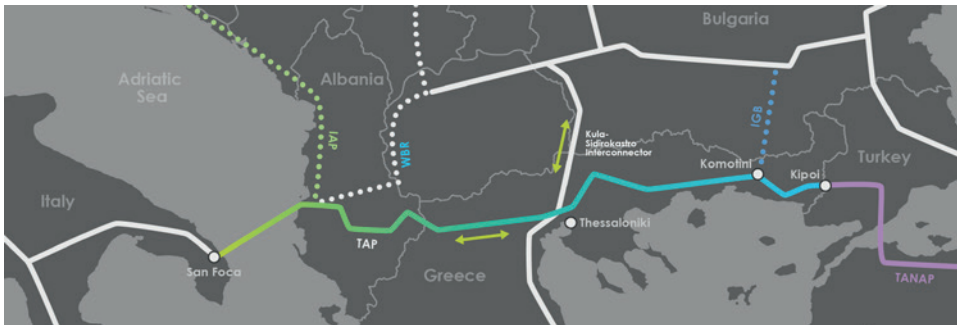 Bulgaria
Adriatic
Sea
Albania
IAP
WBR
IGB
Kula-
Sidirokastro
Interconnector
Komotini
Kipoi
Turkey
Italy
Thessaloniki
TAP
San Foca
Greece
TANAP